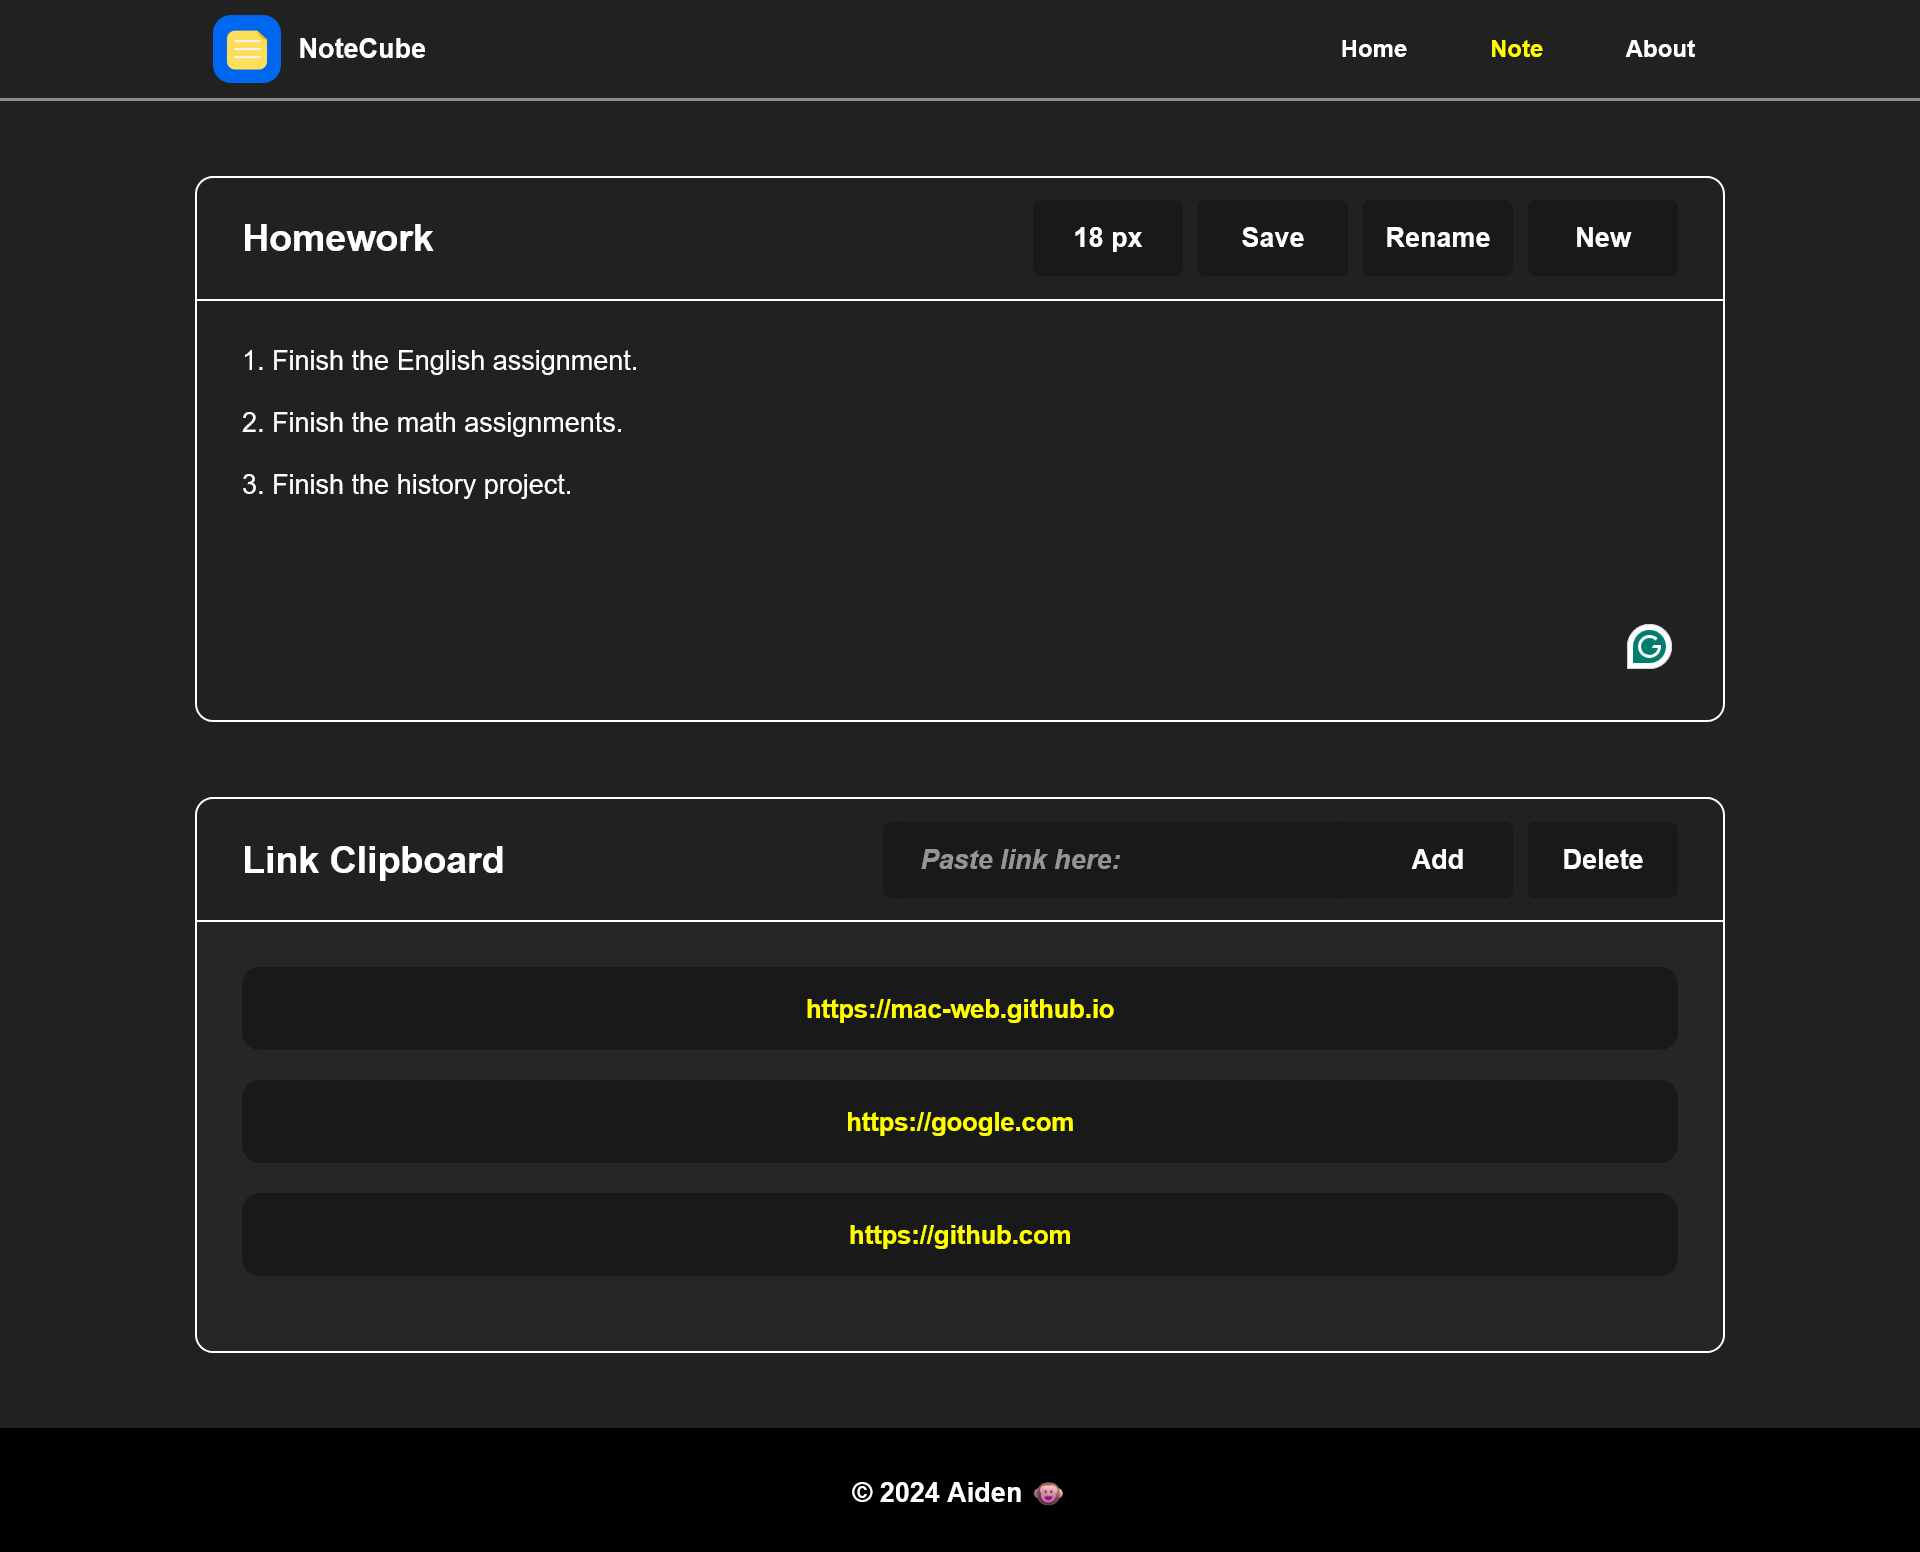 NoteCube
Home Note About
Homework
18 px Save Rename New
1. Finish the English assignment.
2. Finish the math assignments.
3. Finish the history project.
Link Clipboard
Paste link here: Add Delete
https://mac-web.github.io
https://google.com
https://github.com
© 2024 Aiden 🐵